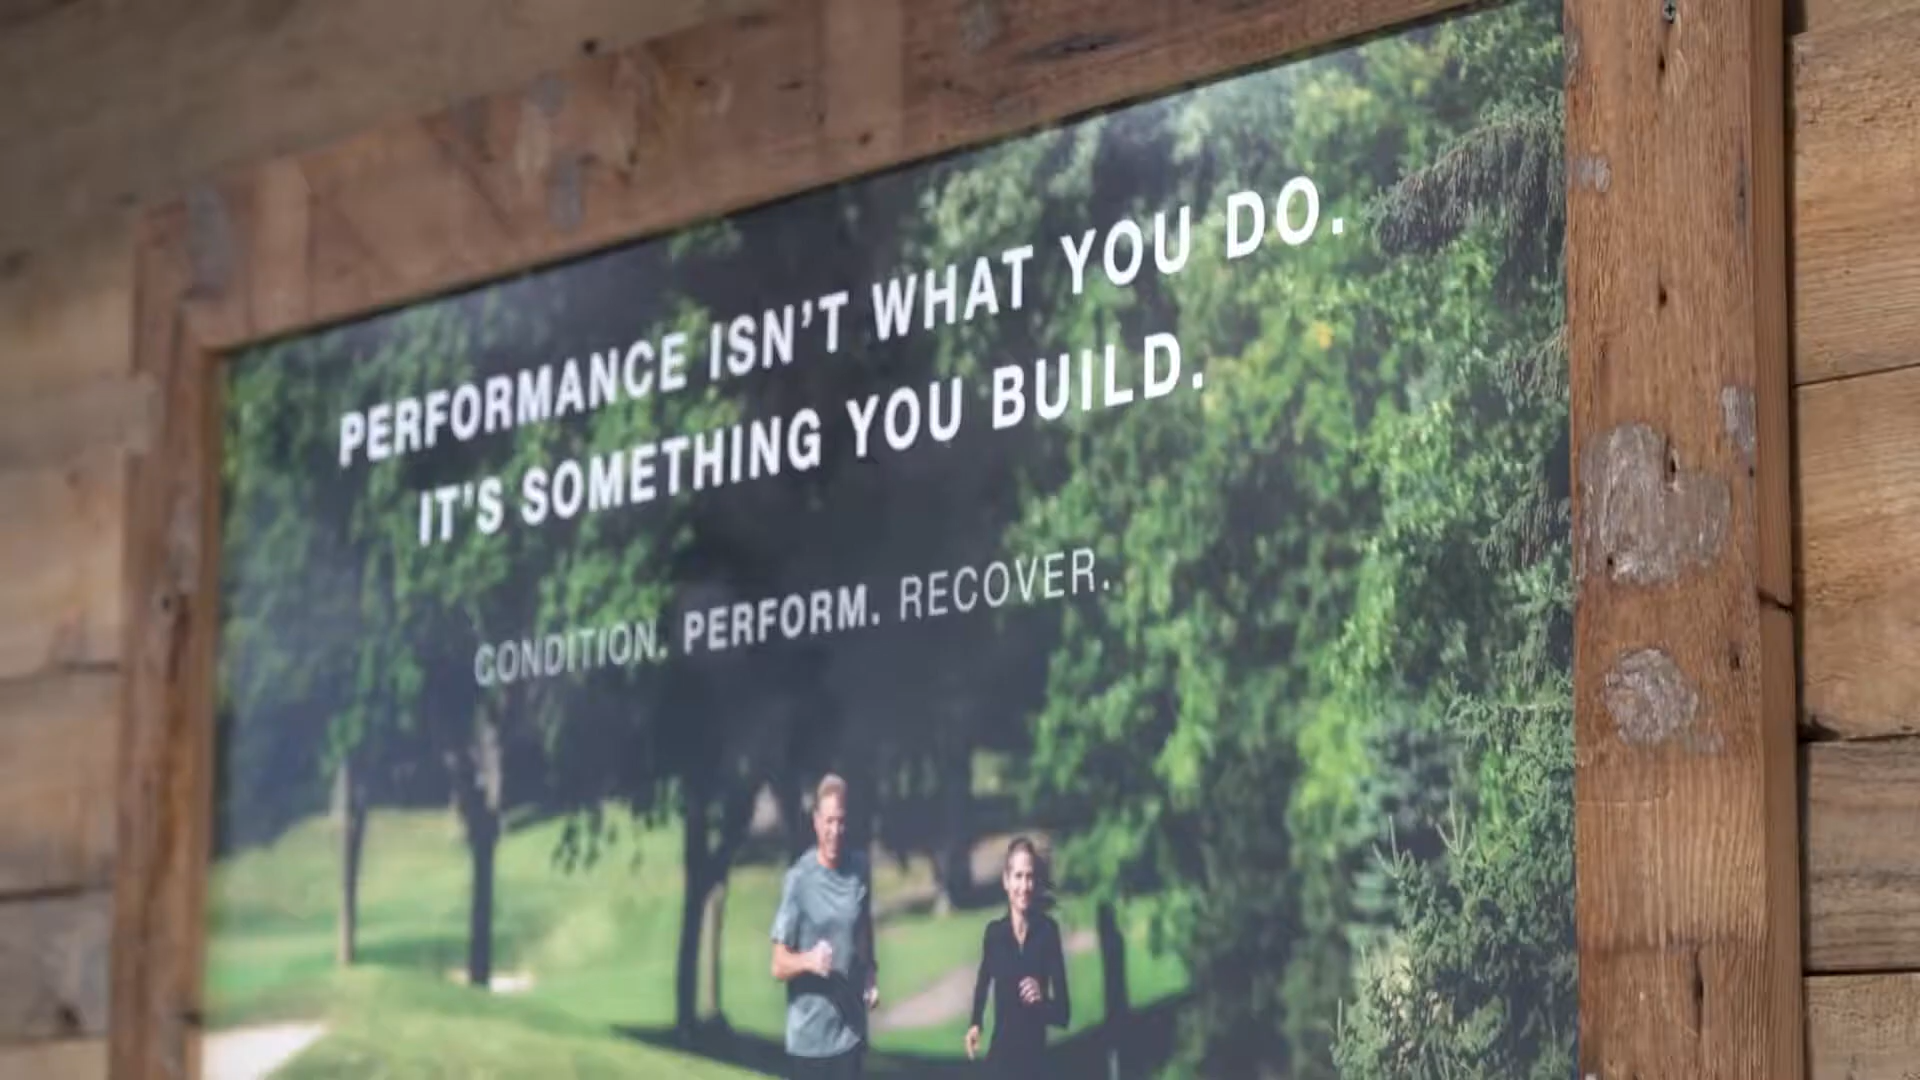 PERFORMANCE ISN'T WHAT YOU DO.
IT'S SOMETHING YOU BUILD.
CONDITION. PERFORM. RECOVER.